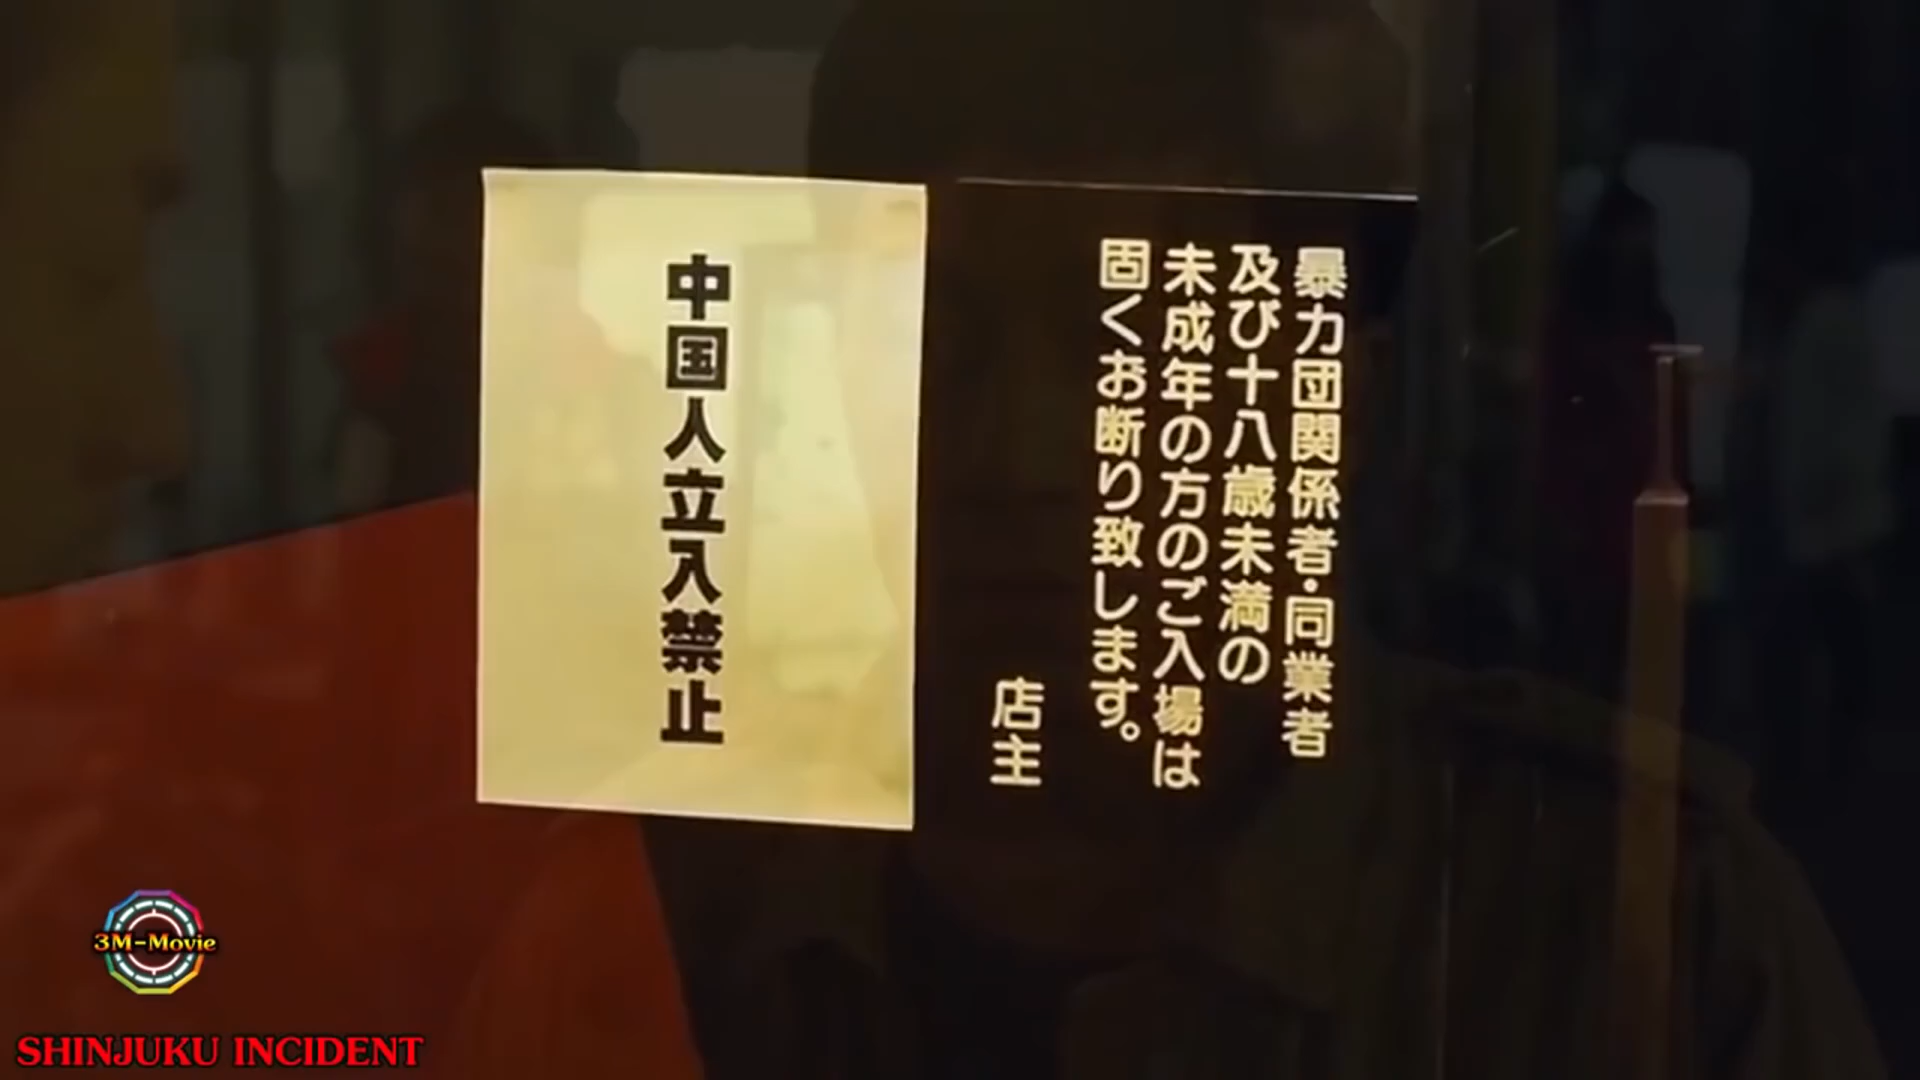 中国人立入禁止
暴力団関係者・同業者
及び十八歳未満の
未成年の方のご入場は
固くお断り致します。
店主
3M-Movie
SHINJUKU INCIDENT